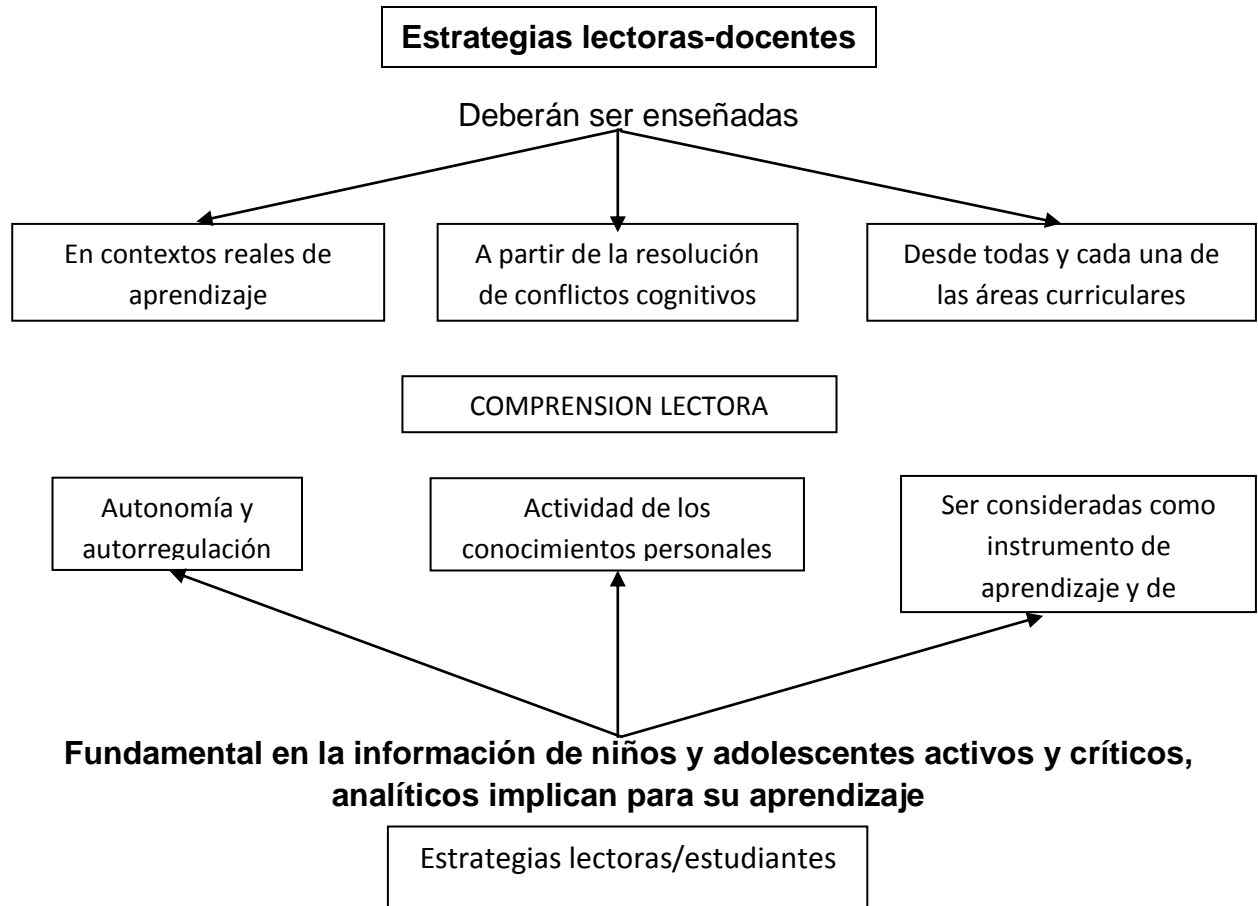 Estrategias lectoras-docentes
Deberán ser enseñadas
En contextos reales de
aprendizaje
A partir de la resolución
de conflictos cognitivos
Desde todas y cada una de
las áreas curriculares
COMPRENSION LECTORA
Autonomía y
autorregulación
Actividad de los
conocimientos personales
Ser consideradas como
instrumento de
aprendizaje y de
Fundamental en la información de niños y adolescentes activos y críticos,
analíticos implican para su aprendizaje
Estrategias lectoras/estudiantes